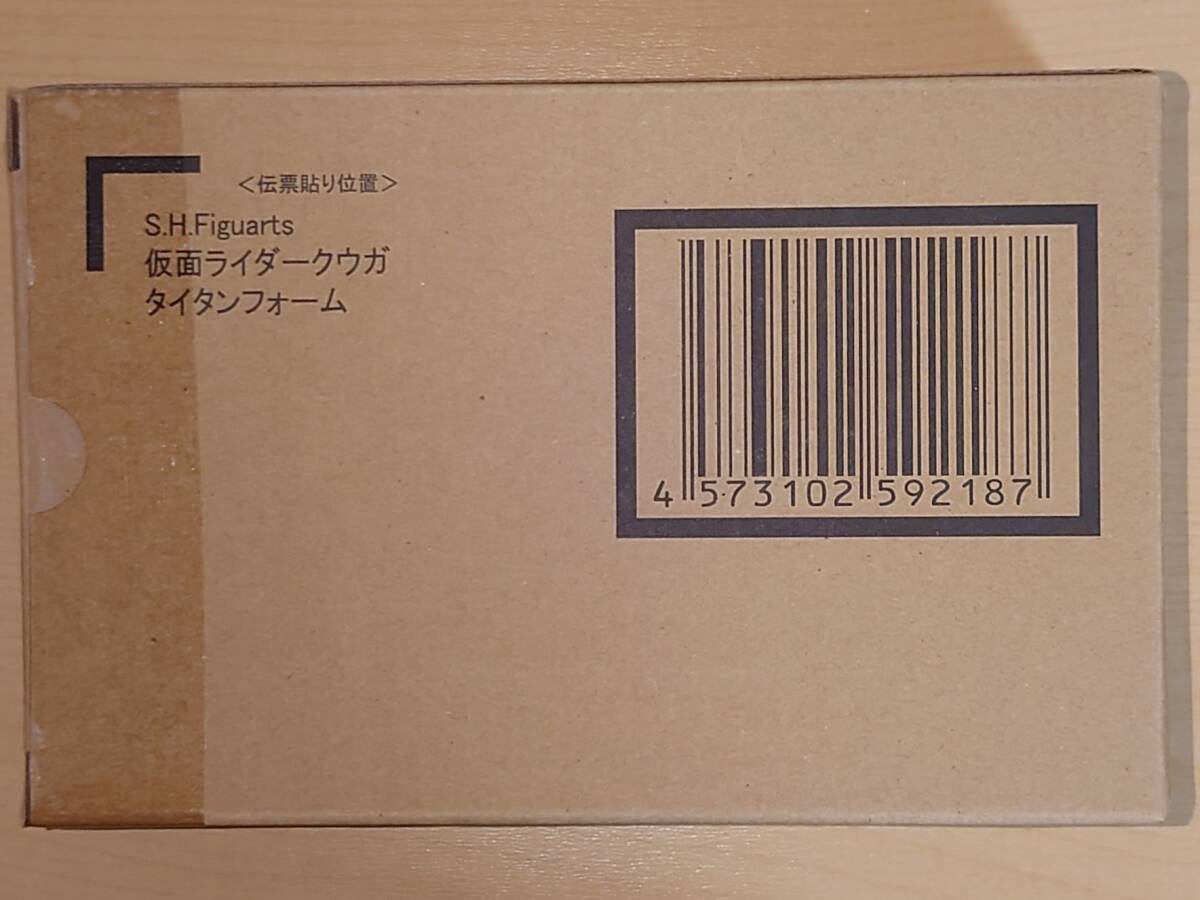 ＜伝票貼り位置＞
S.H.Figuarts
仮面ライダークウガ
タイタンフォーム
4 573102 592187